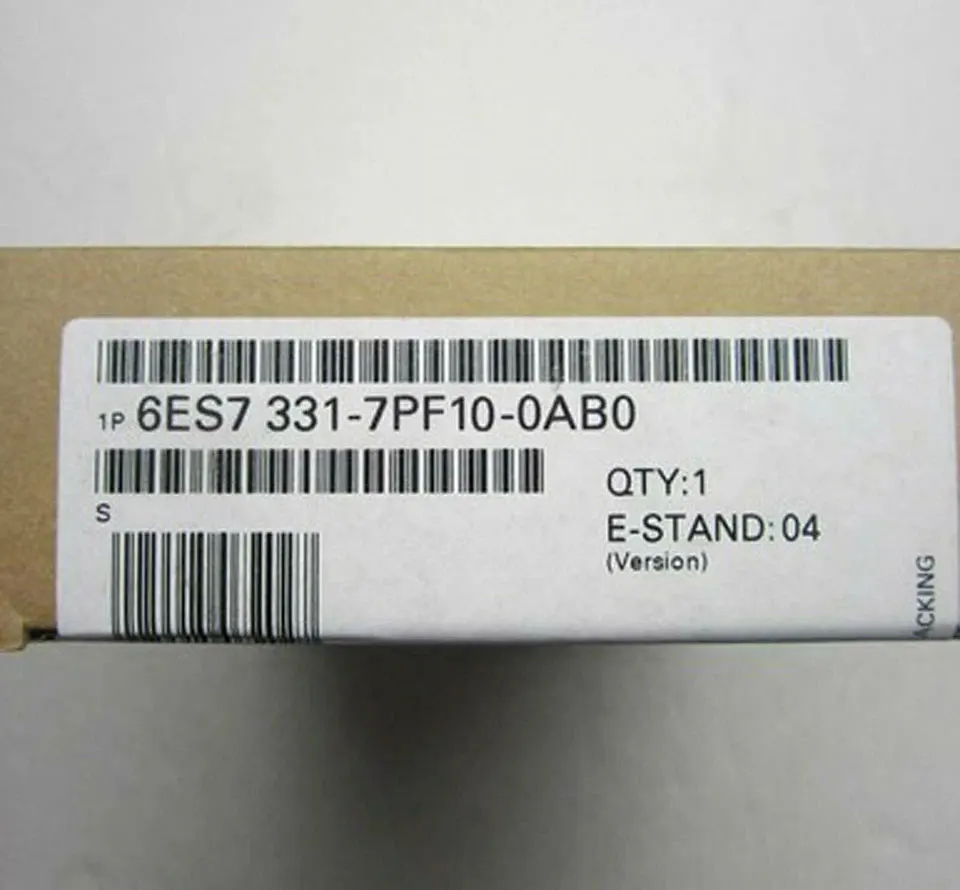 1P 6ES7 331-7PF10-0AB0
S
QTY:1
E-STAND:04
(Version)
ACKING